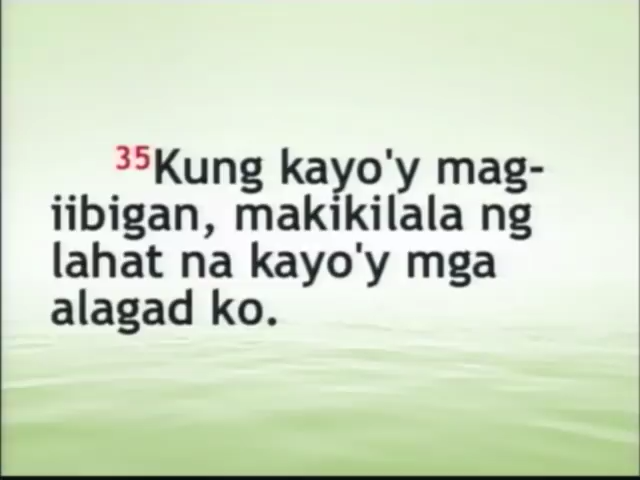 35Kung kayo'y mag-
iibigan, makikilala ng
lahat na kayo'y mga
alagad ko.